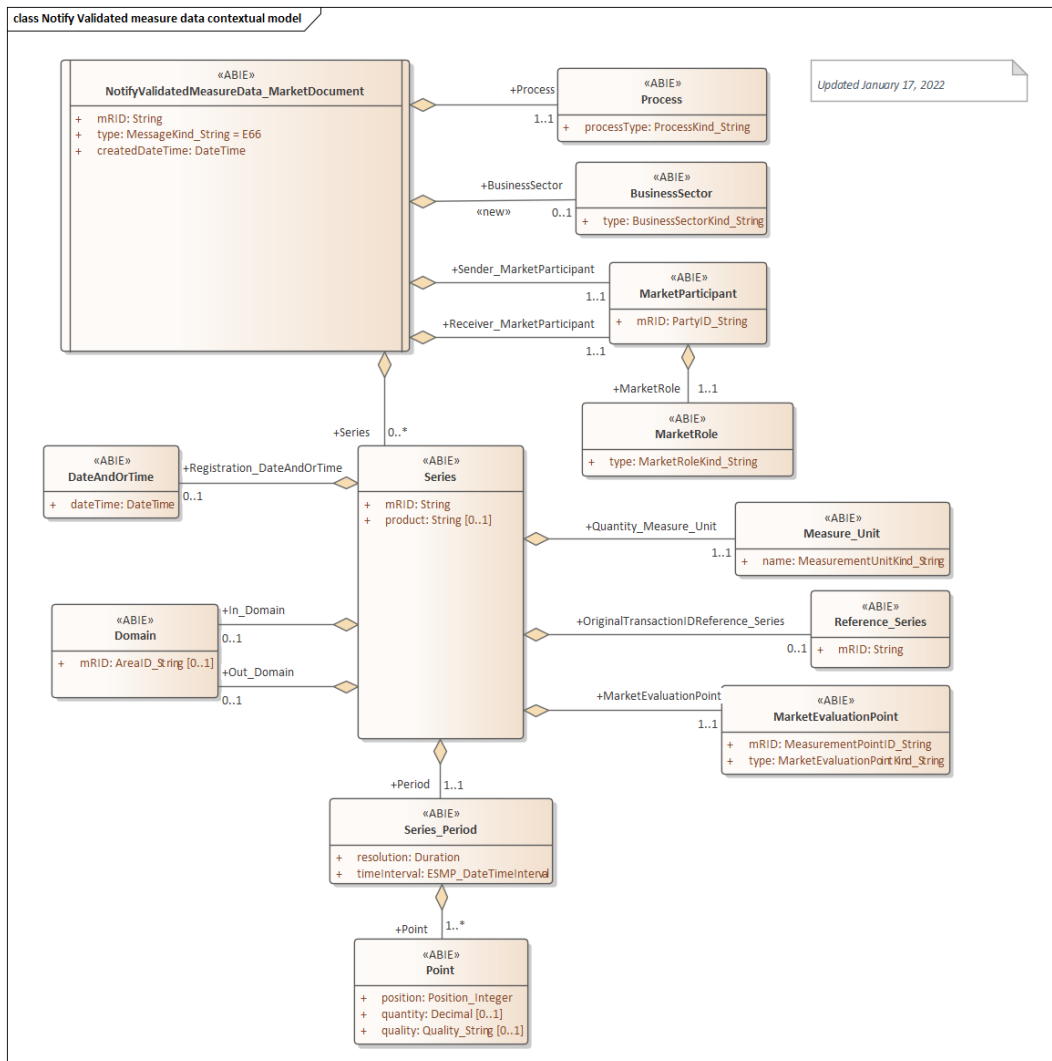 class Notify Validated measure data contextual model
«ABIE»
NotifyValidatedMeasureData_MarketDocument
+ mRID: String
+ type: MessageKind_String = E66
+ createdDateTime: DateTime
+Process
1..1
«ABIE»
Process
+ processType: ProcessKind_String
Updated January 17, 2022
+BusinessSector
«new»
0..1
«ABIE»
BusinessSector
+ type: BusinessSectorKind_String
+Sender_MarketParticipant
1..1
+Receiver_MarketParticipant
1..1
«ABIE»
MarketParticipant
+ mRID: PartyID_String
+MarketRole
1..1
«ABIE»
MarketRole
+ type: MarketRoleKind_String
+Series
0..*
«ABIE»
DateAndOrTime
+ dateTime: DateTime
+Registration_DateAndOrTime
0..1
«ABIE»
Series
+ mRID: String
+ product: String [0..1]
+Quantity_Measure_Unit
1..1
«ABIE»
Measure_Unit
+ name: MeasurementUnitKind_String
«ABIE»
Domain
+ mRID: AreaID_String [0..1]
+In_Domain
0..1
+Out_Domain
0..1
+OriginalTransactionIDReference_Series
0..1
«ABIE»
Reference_Series
+ mRID: String
+MarketEvaluationPoint
1..1
«ABIE»
MarketEvaluationPoint
+ mRID: MeasurementPointID_String
+ type: MarketEvaluationPointKind_String
+Period
1..1
«ABIE»
Series_Period
+ resolution: Duration
+ timeInterval: ESMP_DateTimeInterval
+Point
1..*
«ABIE»
Point
+ position: Position_Integer
+ quantity: Decimal [0..1]
+ quality: Quality_String [0..1]